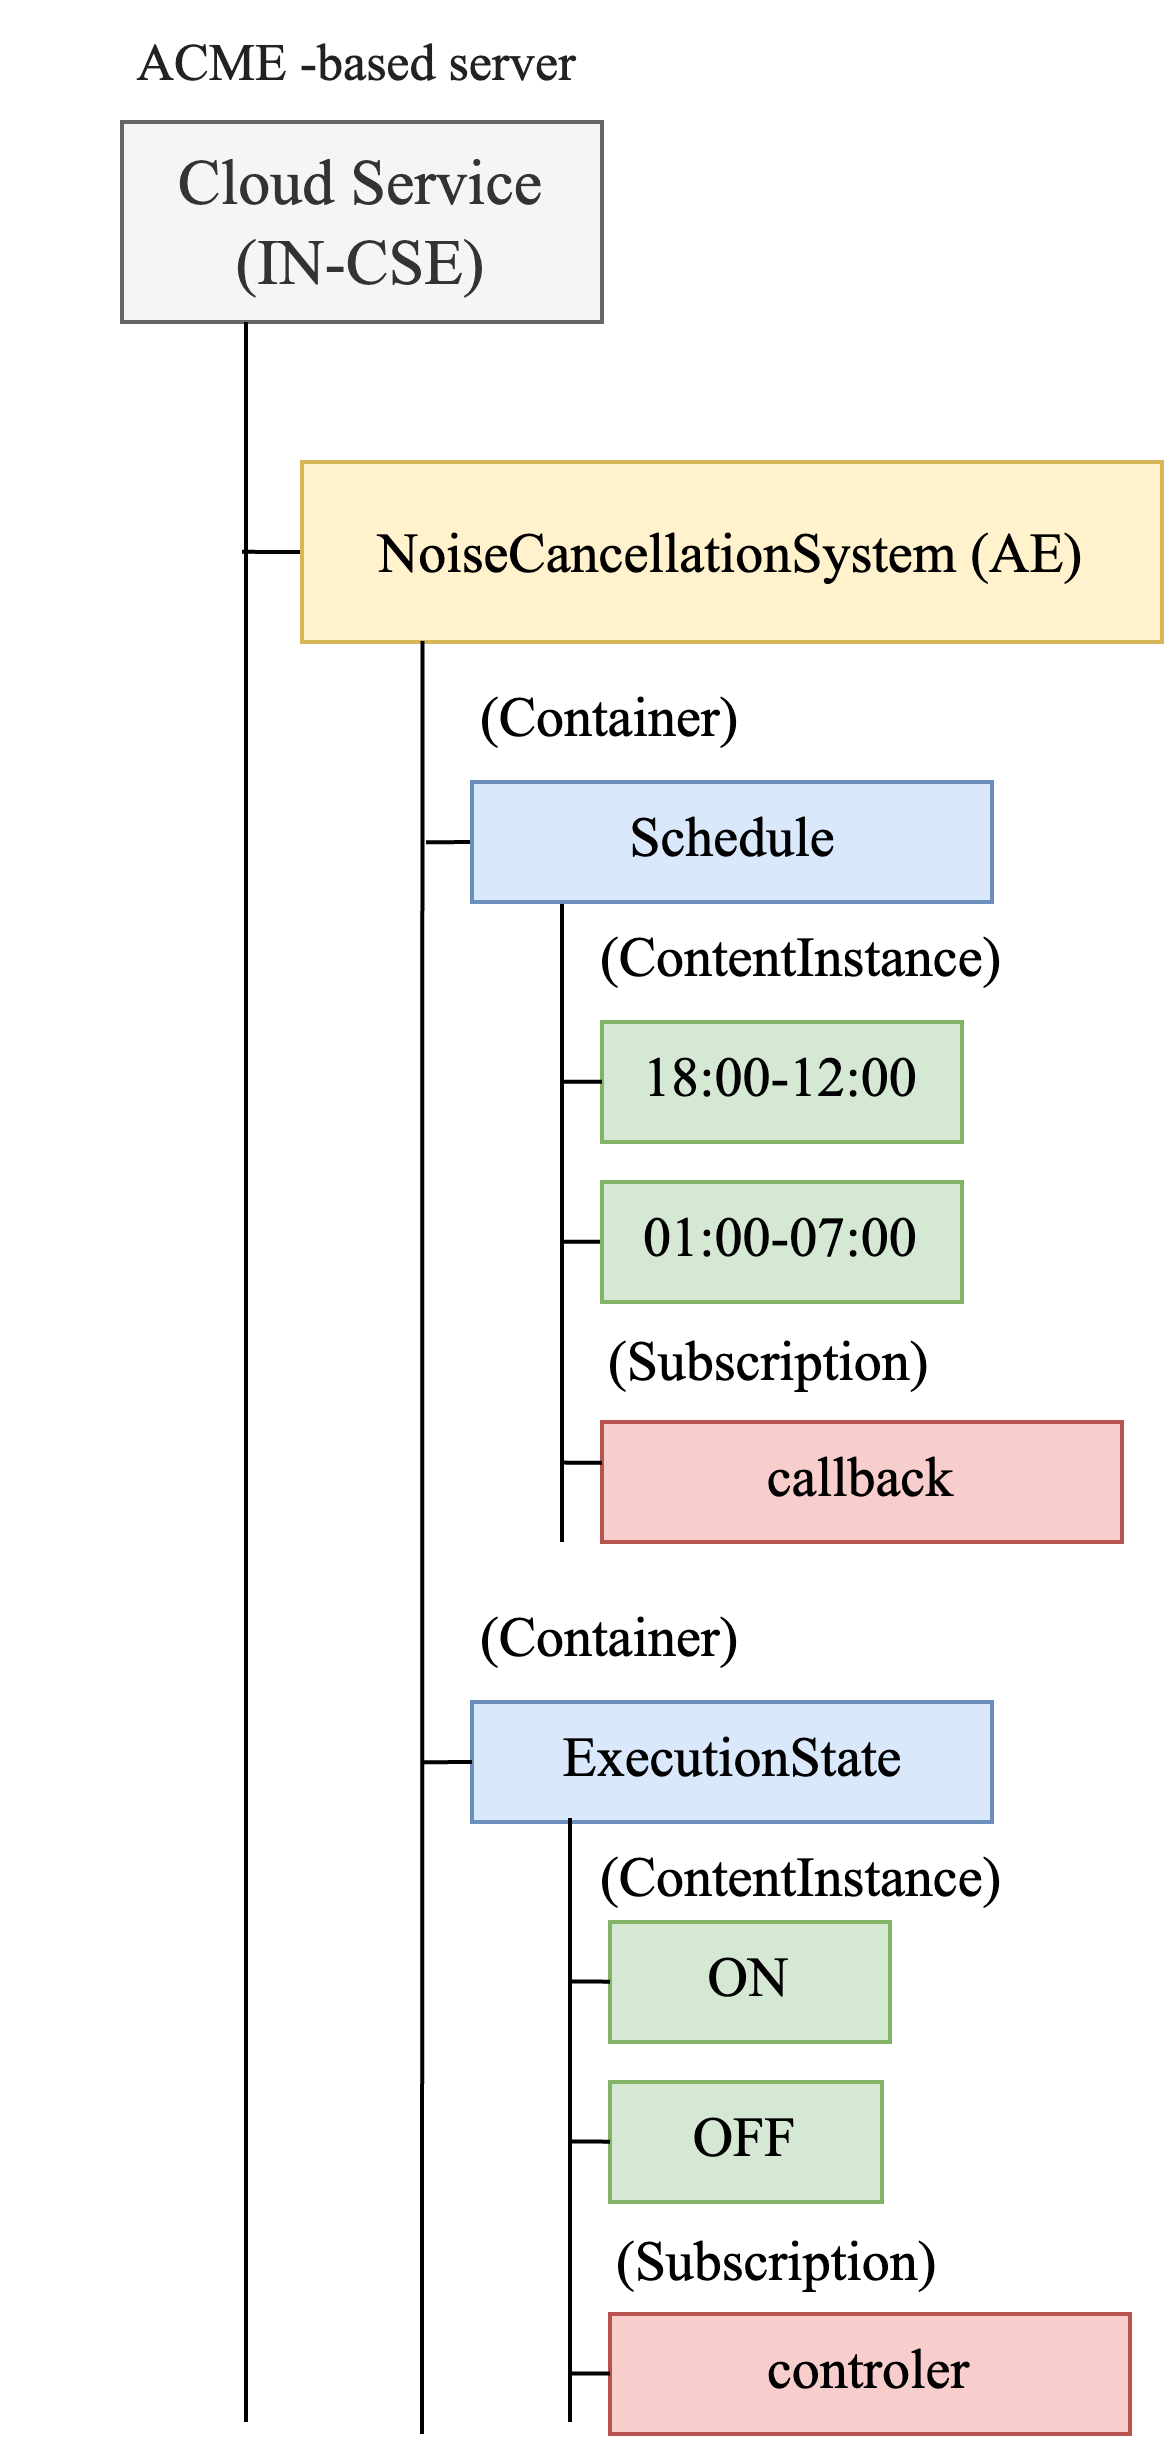 ACME -based server
Cloud Service
(IN-CSE)
NoiseCancellationSystem (AE)
(Container)
Schedule
(ContentInstance)
18:00-12:00
01:00-07:00
(Subscription)
callback
(Container)
ExecutionState
(ContentInstance)
ON
OFF
(Subscription)
controler